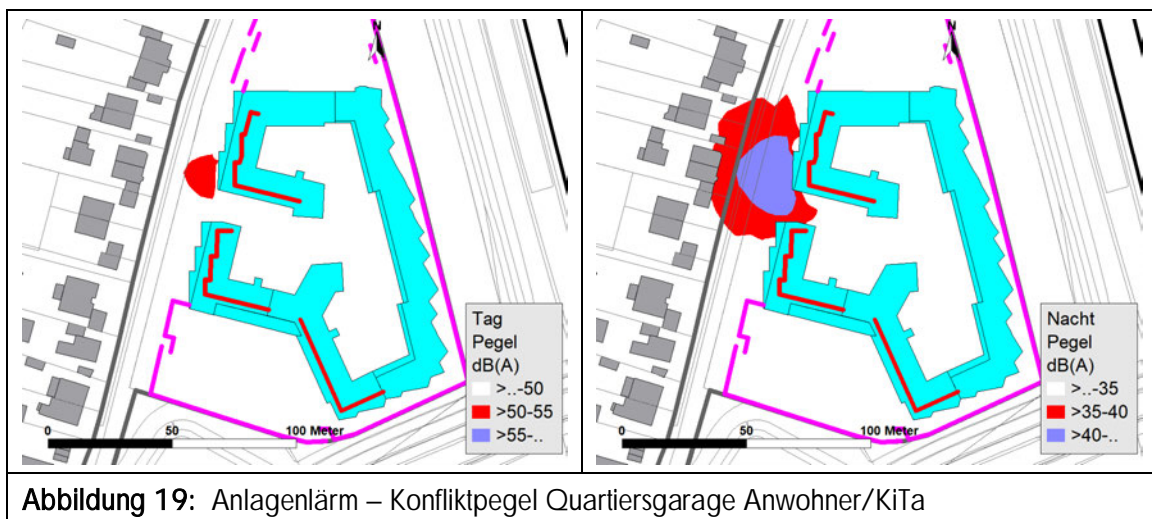 N
Tag
Pegel
dB(A)
>..-50
>50-55
>55-..
0 50 100 Meter
N
Nacht
Pegel
dB(A)
>..-35
>35-40
>40-..
0 50 100 Meter
Abbildung 19: Anlagenlärm – Konfliktpegel Quartiersgarage Anwohner/KiTa